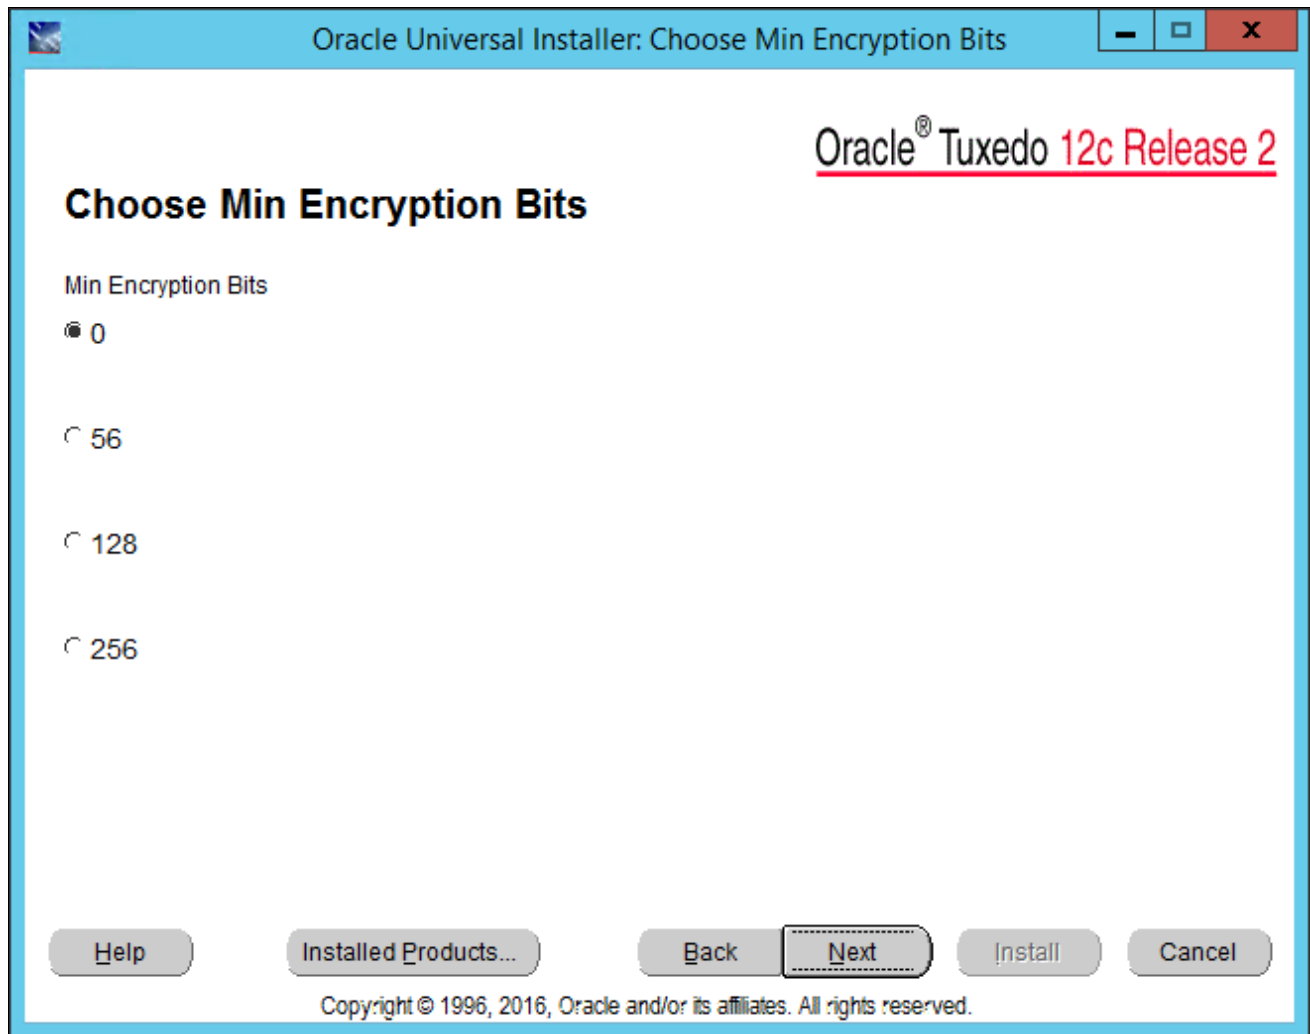 Oracle Universal Installer: Choose Min Encryption Bits
Oracle® Tuxedo 12c Release 2
Choose Min Encryption Bits
Min Encryption Bits
0
56
128
256
Help Installed Products... Back Next Install Cancel
Copyright © 1996, 2016, Oracle and/or its affiliates. All rights reserved.